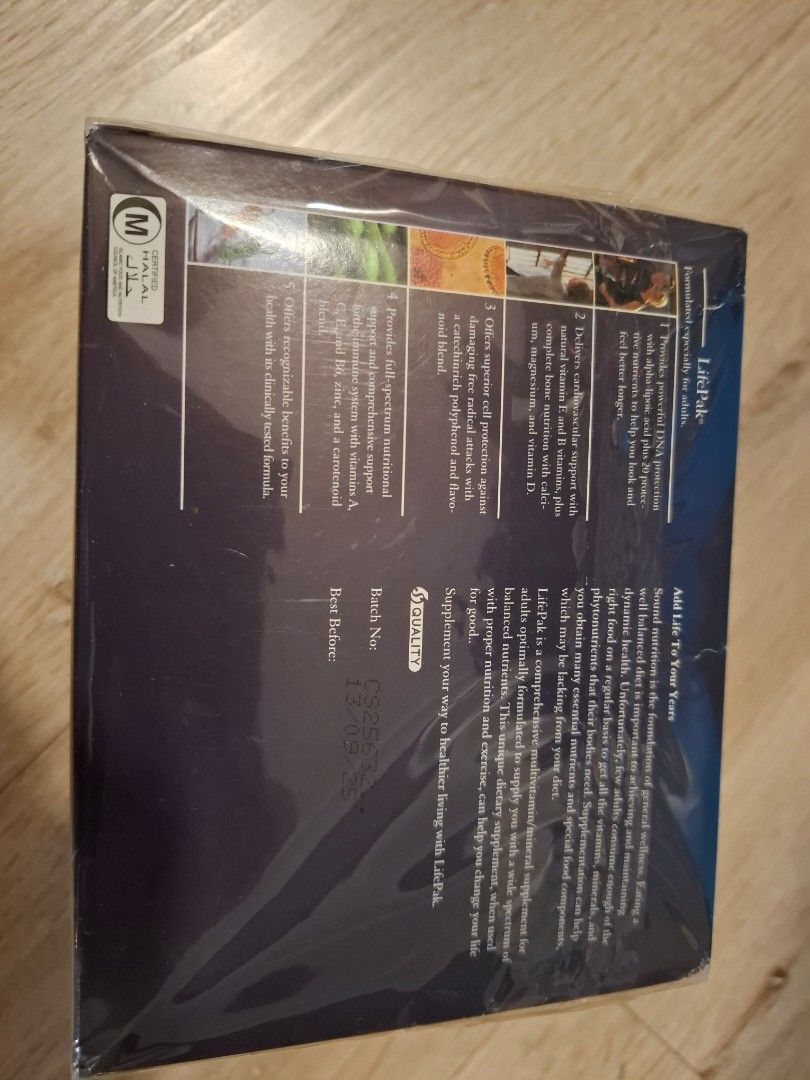 LifePak®
Formulated especially for adults.
1 Provides powerful DNA protection
with alpha-lipoic acid plus 20 protec-
tive nutrients to help you look and
feel better longer.
2 Delivers cardiovascular support with
natural vitamin E and B vitamins, plus
complete bone nutrition with calci-
um, magnesium, and vitamin D.
3 Offers superior cell protection against
damaging free radical attacks with
a catechin-rich polyphenol and flavo-
noid blend.
4 Provides full-spectrum nutritional
support and comprehensive support
for the immune system with vitamins A,
C, E, and B6, zinc, and a carotenoid
blend.
5 Offers recognizable benefits to your
health with its clinically tested formula.
M
CERTIFIED
HALAL
حلال
ISLAMIC FOOD AND NUTRITION
COUNCIL OF AMERICA
Add Life To Your Years
Sound nutrition is the foundation of general wellness. Eating a
well balanced diet is important to achieving and maintaining
dynamic health. Unfortunately, few adults consume enough of the
right food on a regular basis to get all the vitamins, minerals, and
phytonutrients that their bodies need. Supplementation can help
you obtain many essential nutrients and special food components,
which may be lacking from your diet.
LifePak is a comprehensive multivitamin/mineral supplement for
adults optimally formulated to supply you with a wide spectrum of
balanced nutrients. This unique dietary supplement, when used
with proper nutrition and exercise, can help you change your life
for good.
Supplement your way to healthier living with LifePak.
QUALITY
Batch No:
Best Before: 13/09/25